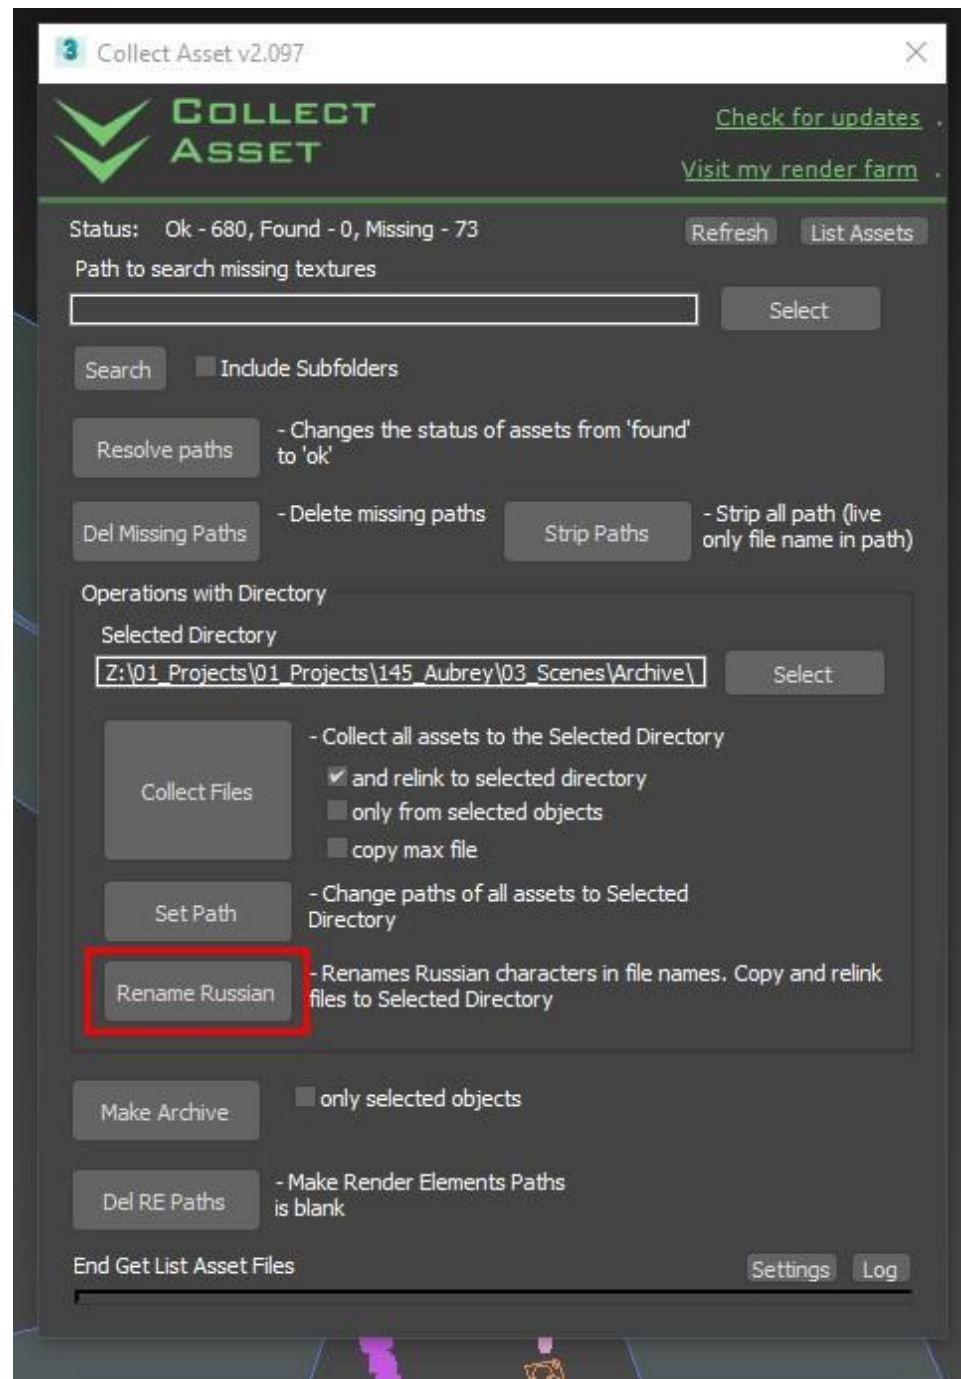 Collect Asset v2.097
COLLECT
ASSET
Check for updates .
Visit my render farm .
Status: Ok - 680, Found - 0, Missing - 73
Refresh
List Assets
Path to search missing textures
Select
Search
Include Subfolders
Resolve paths
- Changes the status of assets from 'found'
to 'ok'
Del Missing Paths
- Delete missing paths
Strip Paths
- Strip all path (live
only file name in path)
Operations with Directory
Selected Directory
Z:\01_Projects\01_Projects\145_Aubrey\03_Scenes\Archive\
Select
Collect Files
- Collect all assets to the Selected Directory
and relink to selected directory
only from selected objects
copy max file
Set Path
- Change paths of all assets to Selected
Directory
Rename Russian
- Renames Russian characters in file names. Copy and relink
files to Selected Directory
Make Archive
only selected objects
Del RE Paths
- Make Render Elements Paths
is blank
End Get List Asset Files
Settings
Log